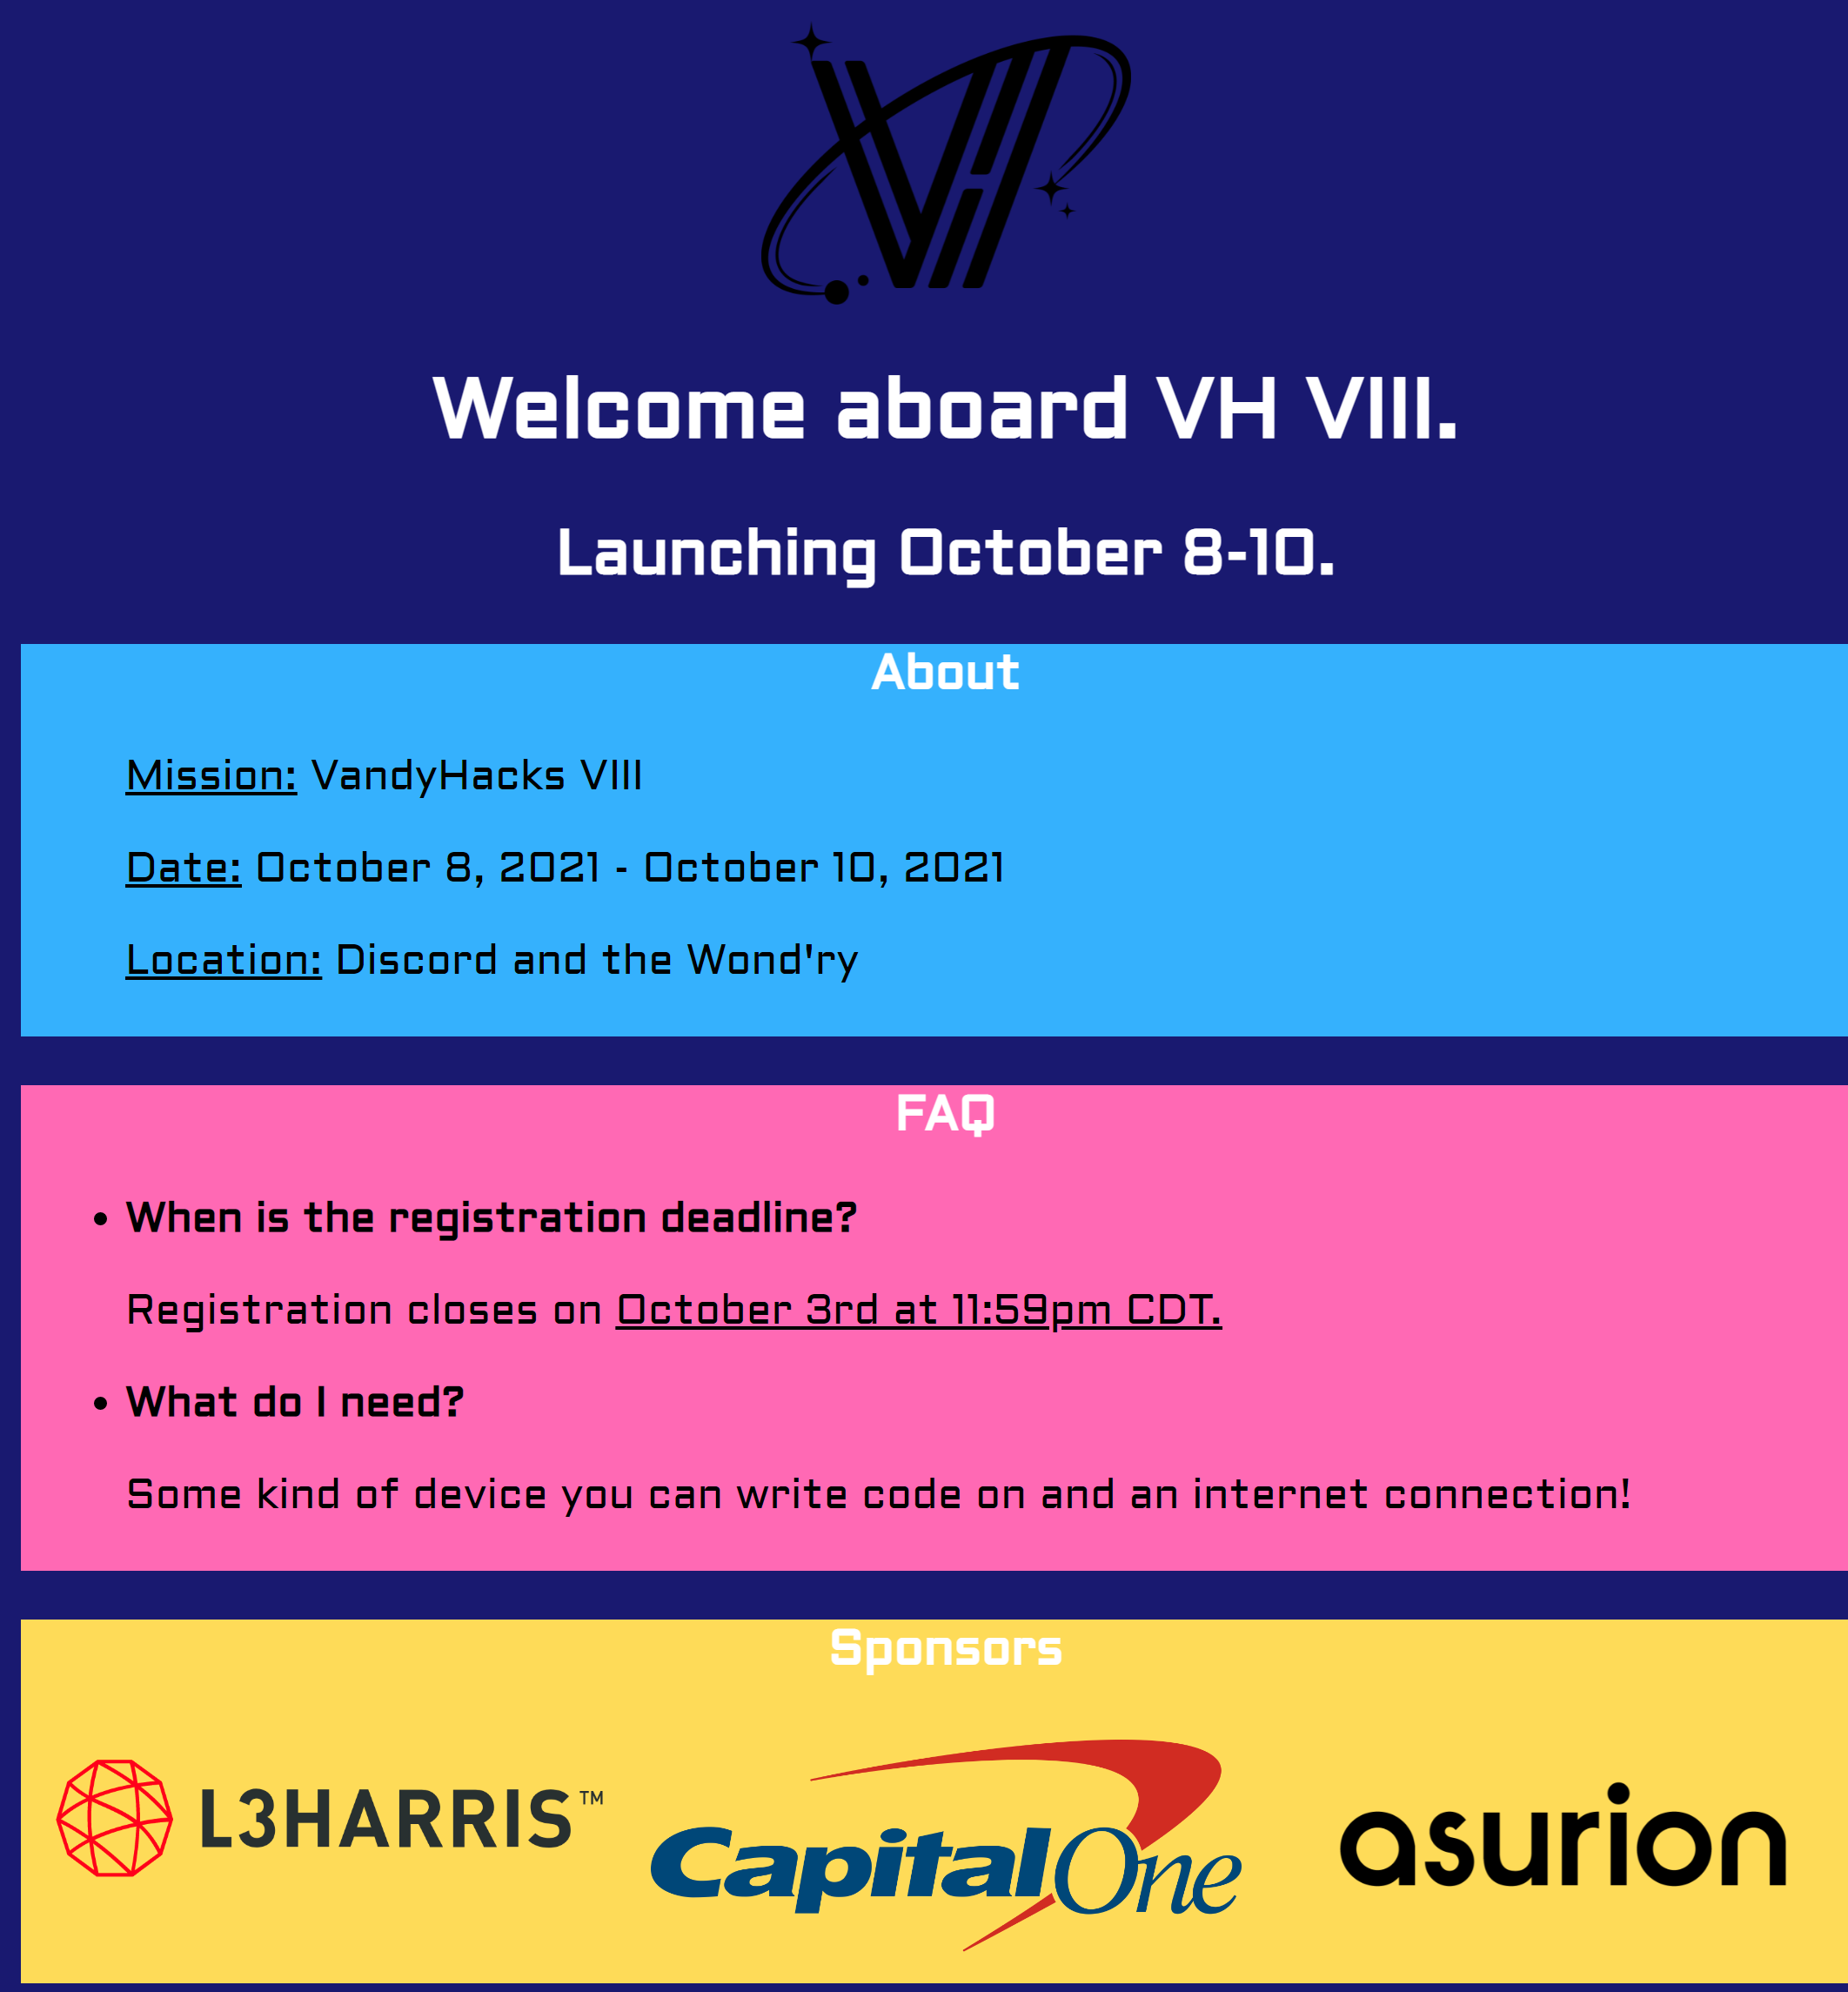 Welcome aboard VH VIII.
Launching October 8-10.
About
Mission: VandyHacks VIII
Date: October 8, 2021 - October 10, 2021
Location: Discord and the Wond'ry
FAQ
• When is the registration deadline?
Registration closes on October 3rd at 11:59pm CDT.
• What do I need?
Some kind of device you can write code on and an internet connection!
Sponsors
L3HARRIS™
Capital One
asurion